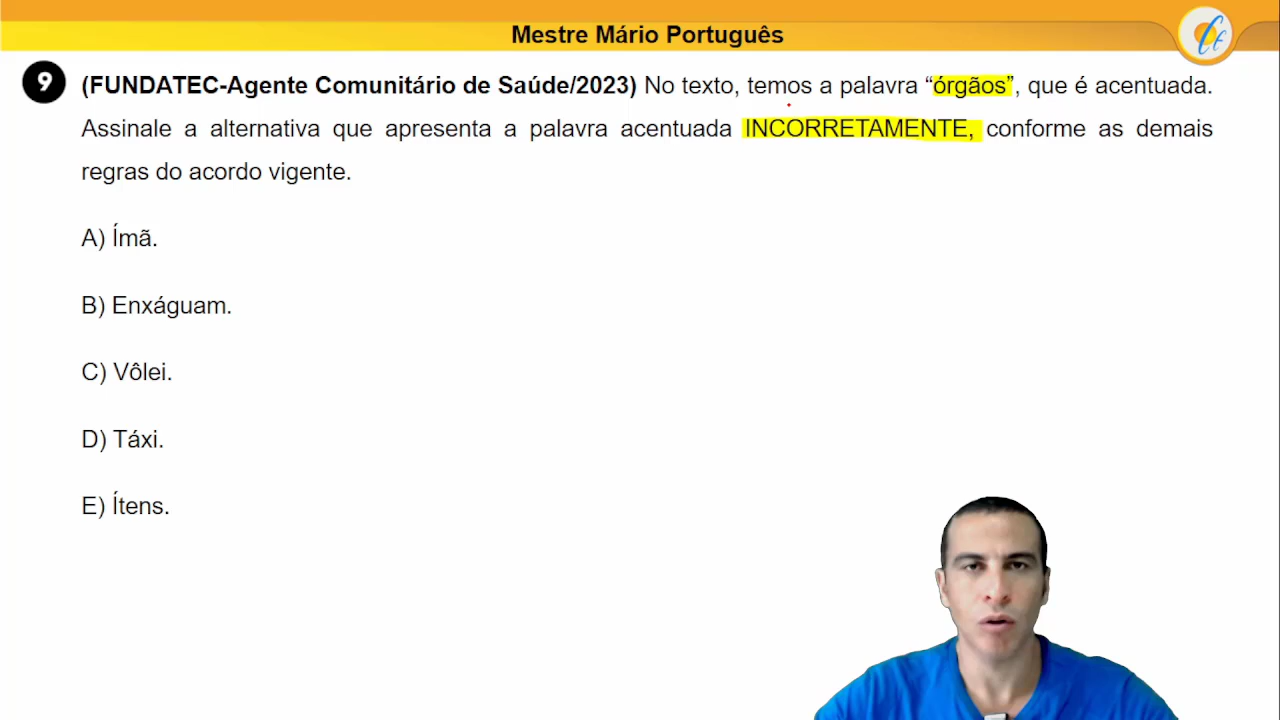 Mestre Mário Português
9 (FUNDATEC-Agente Comunitário de Saúde/2023) No texto, temos a palavra “órgãos”, que é acentuada.
Assinale a alternativa que apresenta a palavra acentuada INCORRETAMENTE, conforme as demais
regras do acordo vigente.
A) Ímã.
B) Enxáguam.
C) Vôlei.
D) Táxi.
E) Ítens.